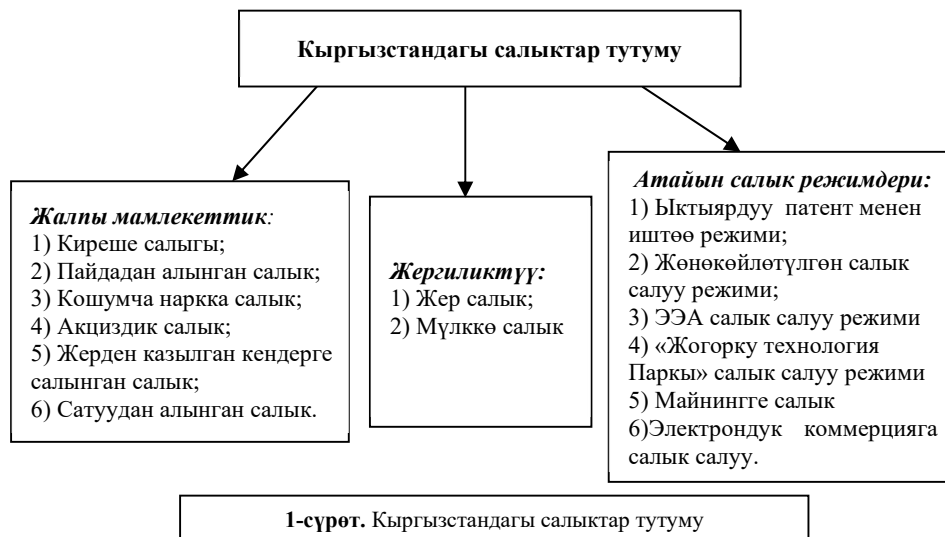 Кыргызстандагы салыктар тутуму
Жалпы мамлекеттик:
1) Киреше салыгы;
2) Пайдадан алынган салык;
3) Кошумча наркка салык;
4) Акциздик салык;
5) Жерден казылган кендерге
салынган салык;
6) Сатуудан алынган салык.
Жергиликтүү:
1) Жер салык;
2) Мүлккө салык
Атайын салык режимдери:
1) Ыктыярдуу патент менен
иштөө режими;
2) Жөнөкөйлөтүлгөн салык
салуу режими;
3) ЭЭА салык салуу режими
4) «Жогорку технология
Паркы» салык салуу режими
5) Майнингге салык
6)Электрондук коммерцияга
салык салуу.
1-сүрөт. Кыргызстандагы салыктар тутуму